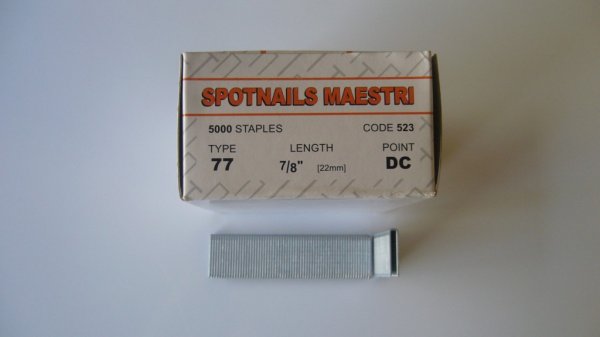 SPOTNAILS MAESTRI
5000 STAPLES CODE 523
TYPE LENGTH POINT
77 7/8" [22mm] DC